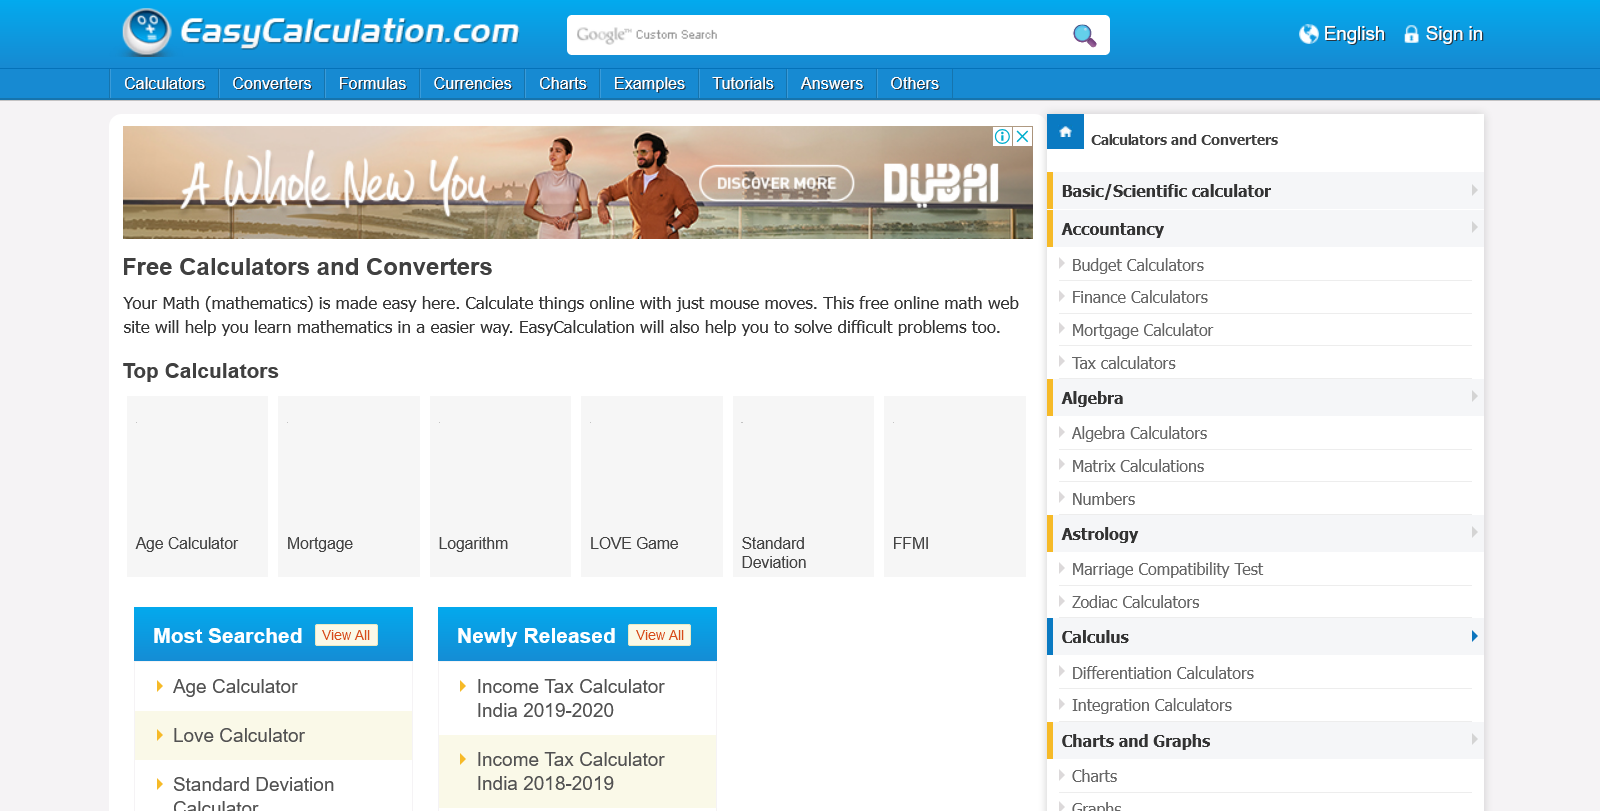 EasyCalculation.com
Google™ Custom Search
English
Sign in
Calculators
Converters
Formulas
Currencies
Charts
Examples
Tutorials
Answers
Others
A Whole New You
DISCOVER MORE
DUBAI
Free Calculators and Converters
Your Math (mathematics) is made easy here. Calculate things online with just mouse moves. This free online math web
site will help you learn mathematics in a easier way. EasyCalculation will also help you to solve difficult problems too.
Top Calculators
Age Calculator
Mortgage
Logarithm
LOVE Game
Standard
Deviation
FFMI
Most Searched
View All
Age Calculator
Love Calculator
Standard Deviation
Calculator
Newly Released
View All
Income Tax Calculator
India 2019-2020
Income Tax Calculator
India 2018-2019
Calculators and Converters
Basic/Scientific calculator
Accountancy
Budget Calculators
Finance Calculators
Mortgage Calculator
Tax calculators
Algebra
Algebra Calculators
Matrix Calculations
Numbers
Astrology
Marriage Compatibility Test
Zodiac Calculators
Calculus
Differentiation Calculators
Integration Calculators
Charts and Graphs
Charts
Graphs